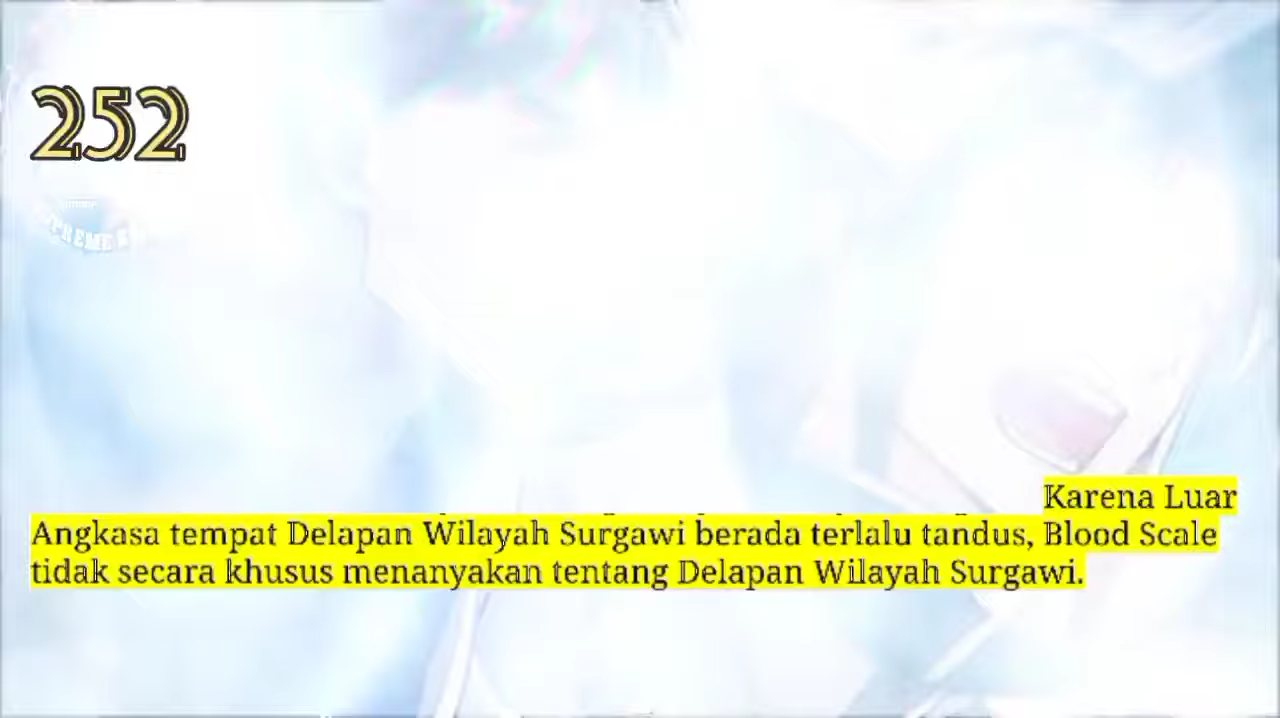 252
Karena Luar
Angkasa tempat Delapan Wilayah Surgawi berada terlalu tandus, Blood Scale
tidak secara khusus menanyakan tentang Delapan Wilayah Surgawi.